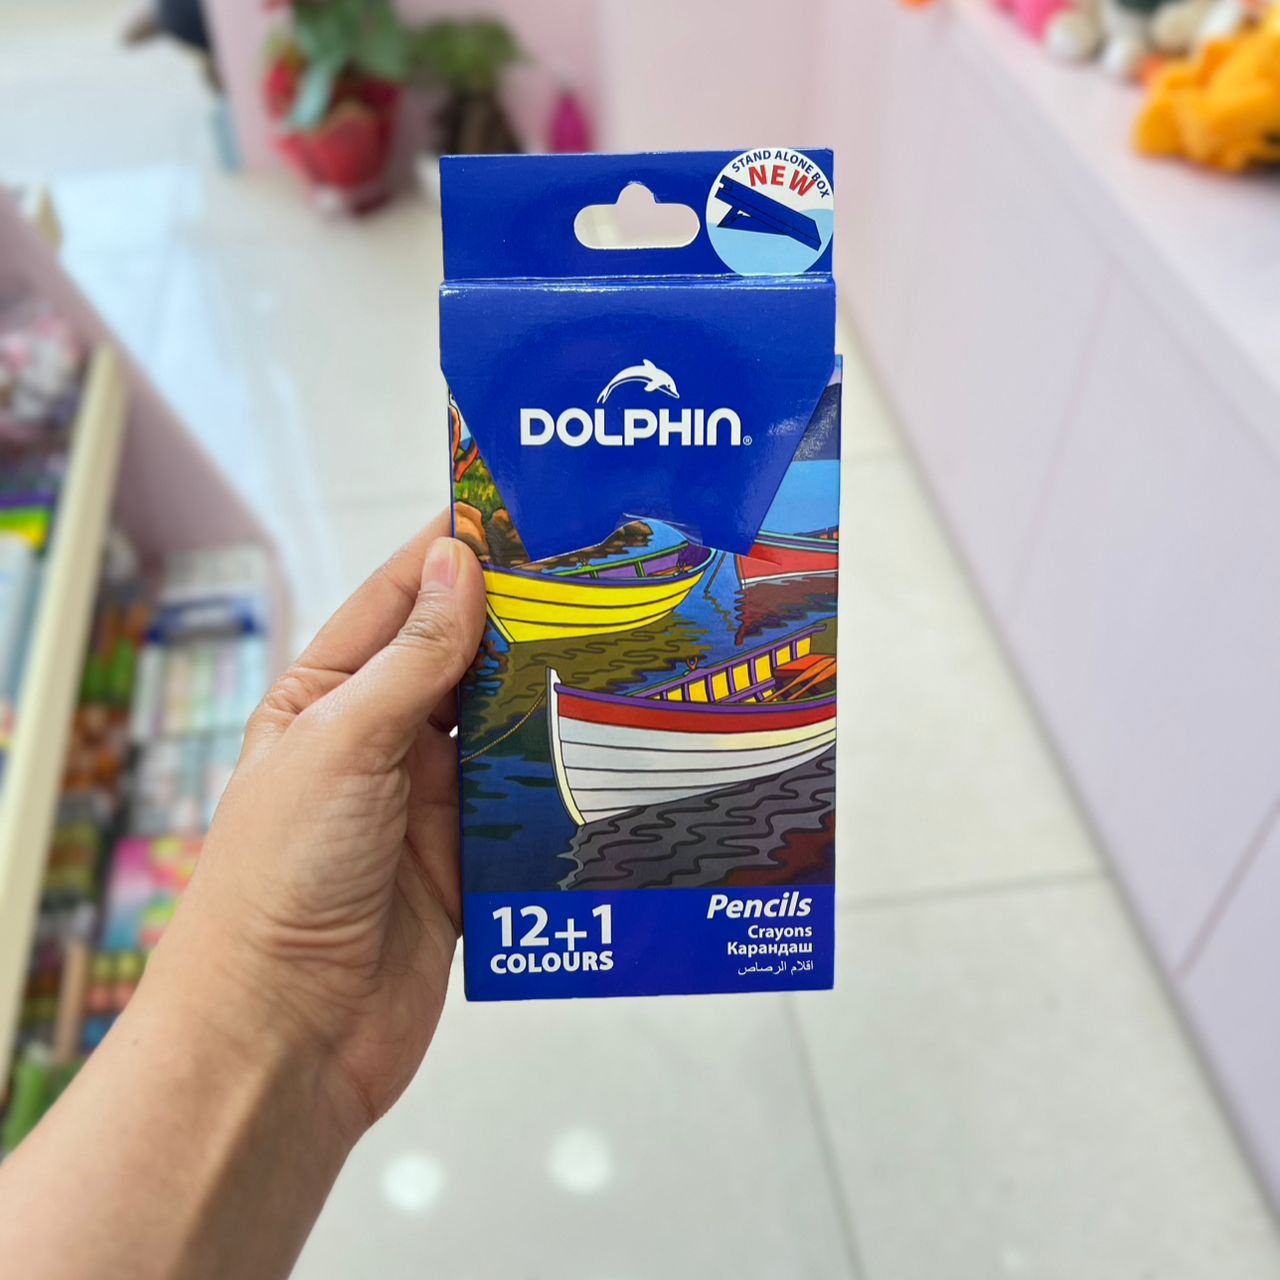 STAND ALONE BOX
NEW
DOLPHIN®
12+1
COLOURS
Pencils
Crayons
Карандаш
اقلام الرصاص